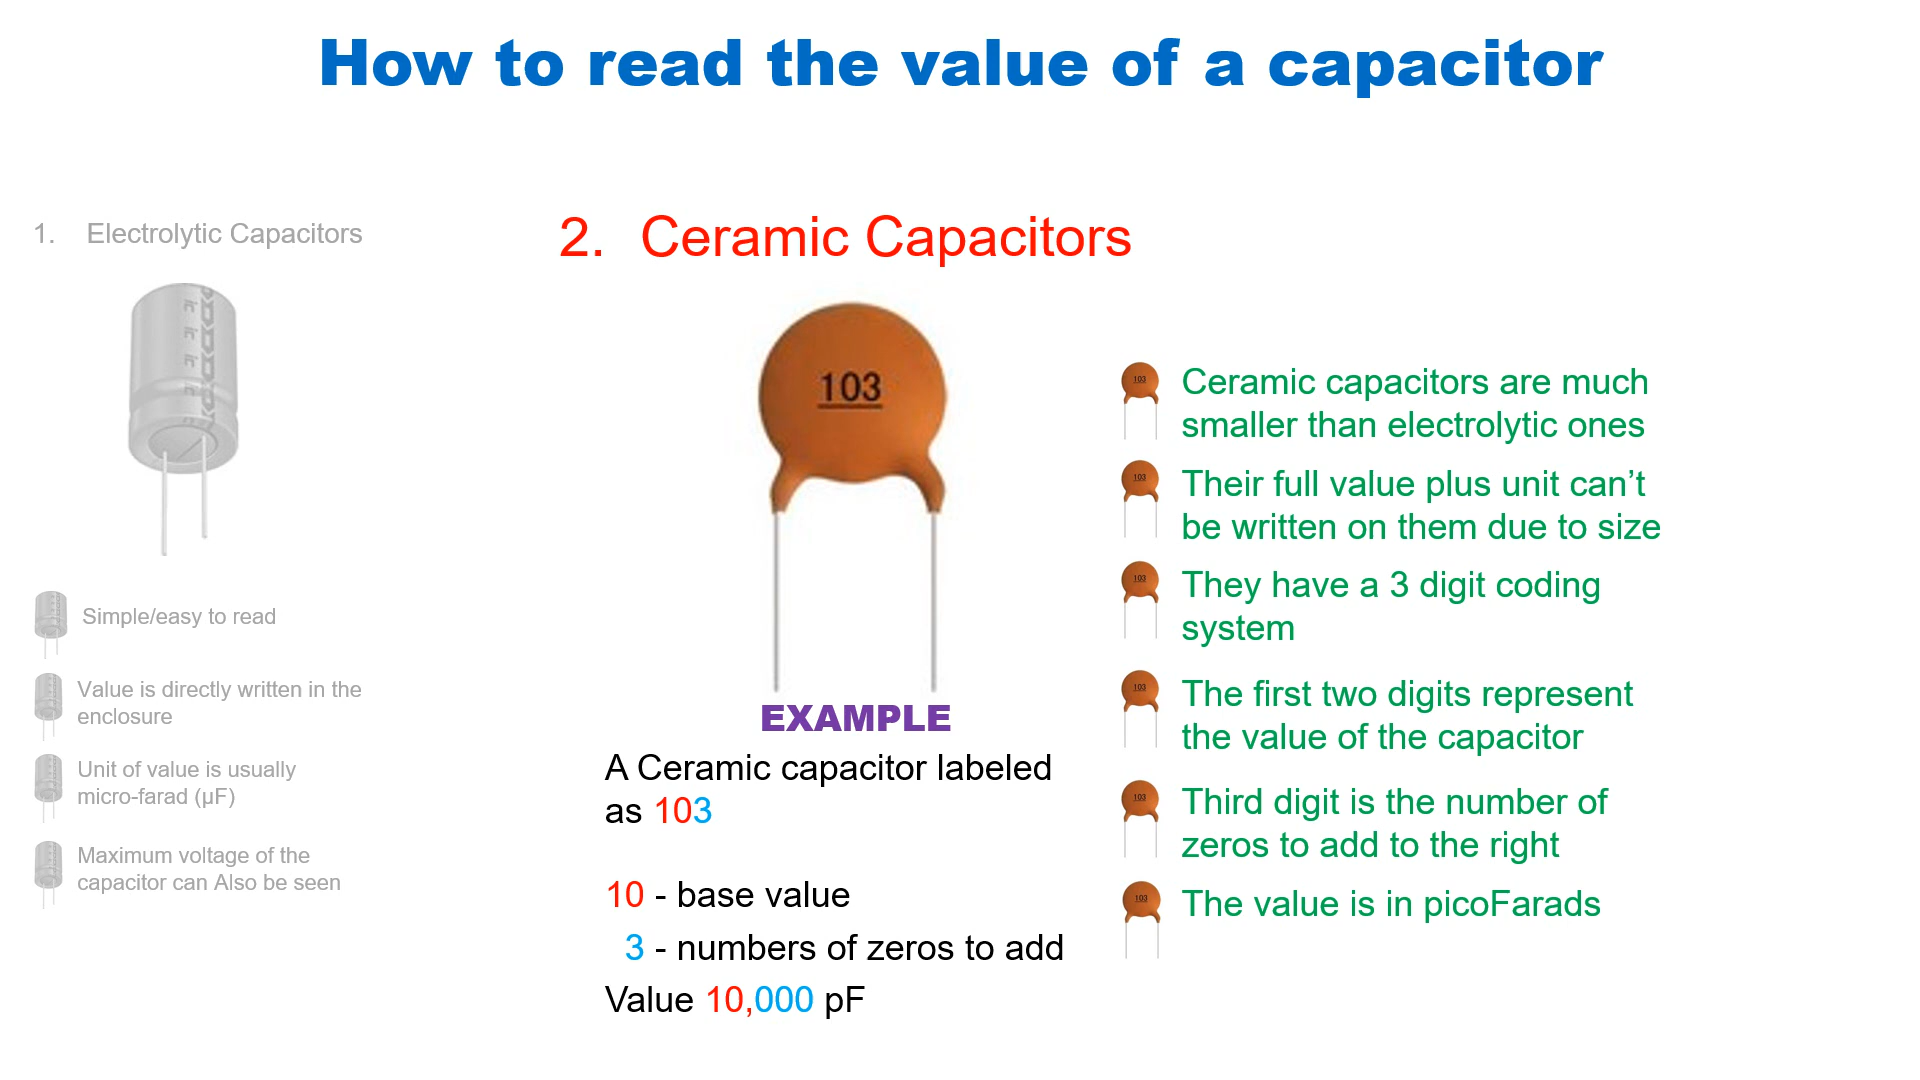 How to read the value of a capacitor
1. Electrolytic Capacitors
Simple/easy to read
Value is directly written in the
enclosure
Unit of value is usually
micro-farad (µF)
Maximum voltage of the
capacitor can Also be seen
2. Ceramic Capacitors
103
EXAMPLE
A Ceramic capacitor labeled
as 103
10 - base value
3 - numbers of zeros to add
Value 10,000 pF
103
Ceramic capacitors are much
smaller than electrolytic ones
103
Their full value plus unit can’t
be written on them due to size
103
They have a 3 digit coding
system
103
The first two digits represent
the value of the capacitor
103
Third digit is the number of
zeros to add to the right
103
The value is in picoFarads